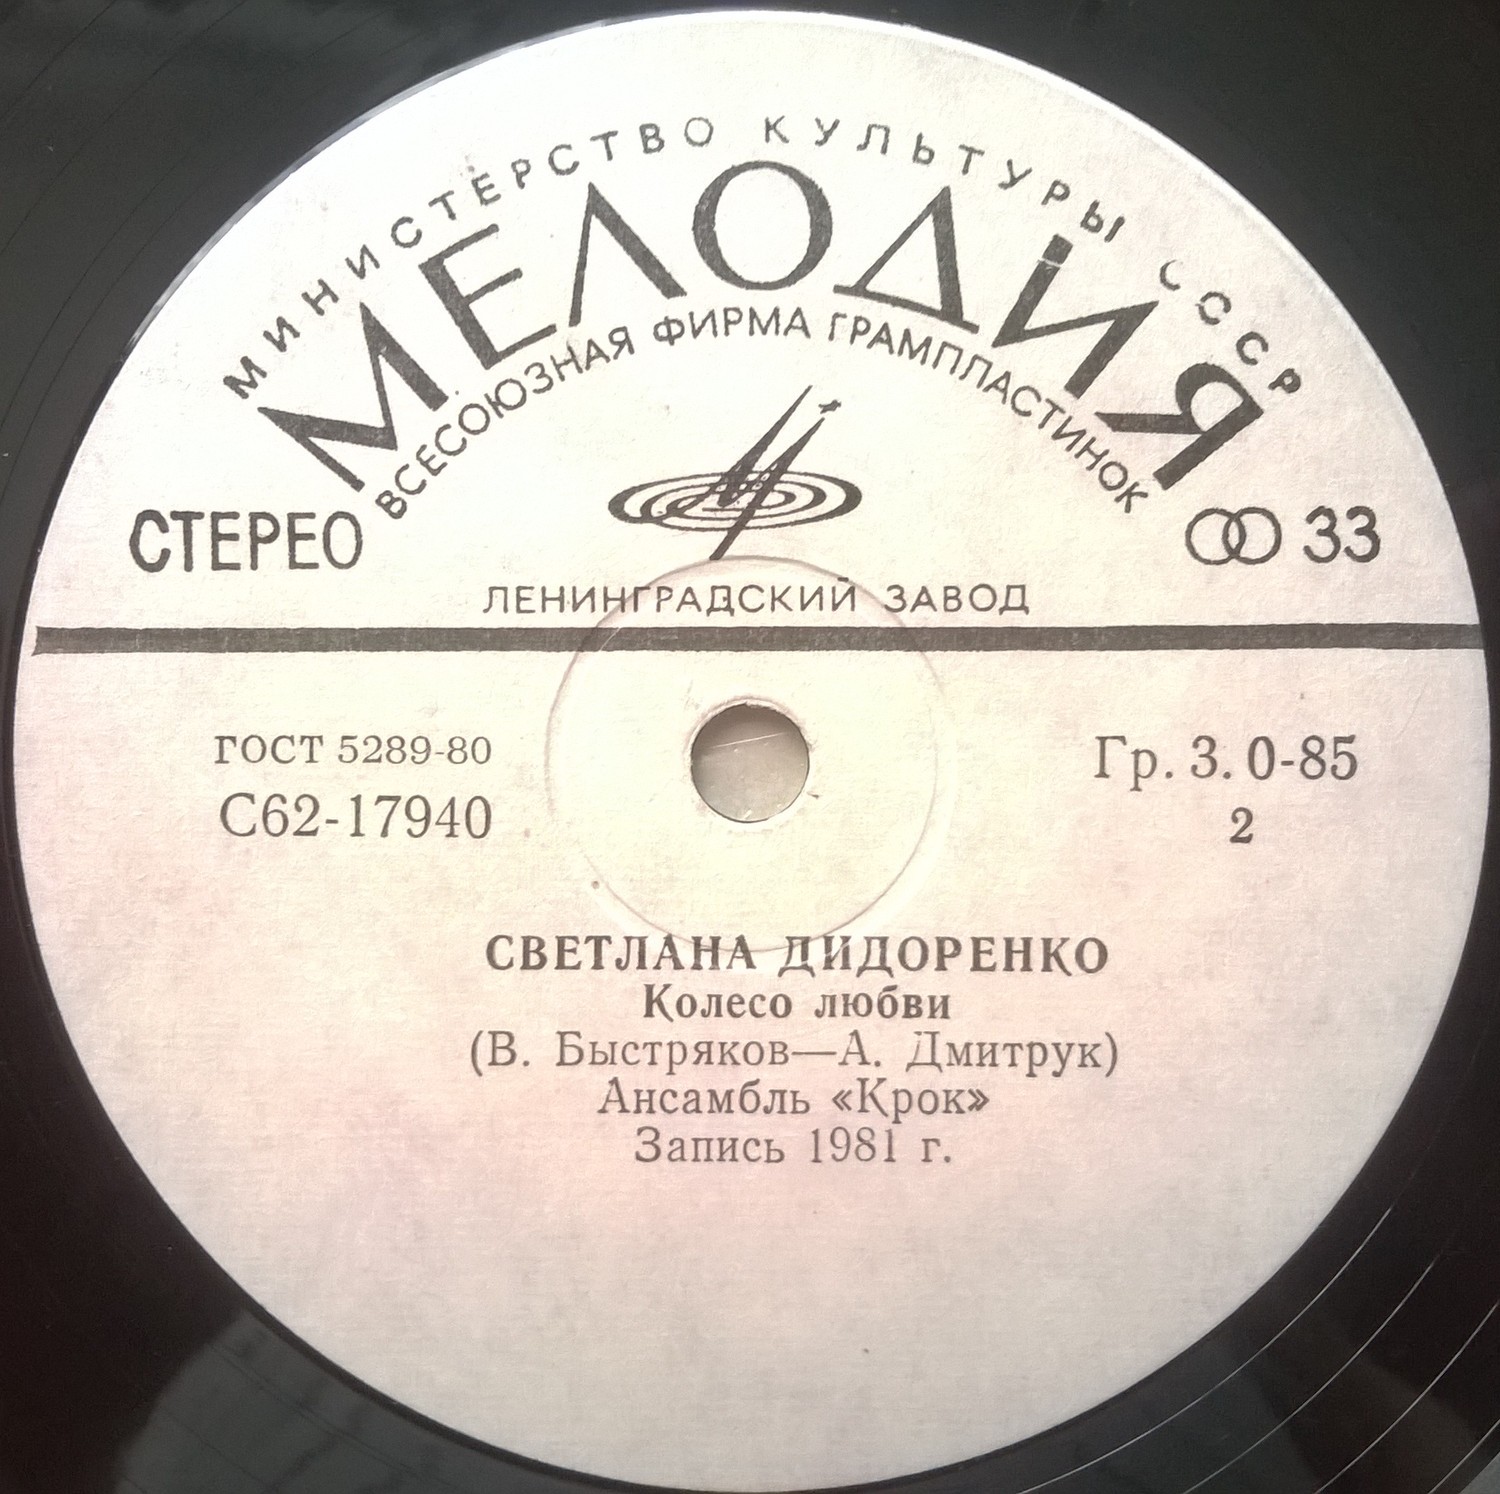 МИНИСТЕРСТВО КУЛЬТУРЫ СССР
МЕЛОДИЯ
ВСЕСОЮЗНАЯ ФИРМА ГРАМПЛАСТИНОК
СТЕРЕО
33
ЛЕНИНГРАДСКИЙ ЗАВОД
ГОСТ 5289-80
С62-17940
Гр. 3. 0-85
2
СВЕТЛАНА ДИДОРЕНКО
Колесо любви
(В. Быстряков—А. Дмитрук)
Ансамбль «Крок»
Запись 1981 г.